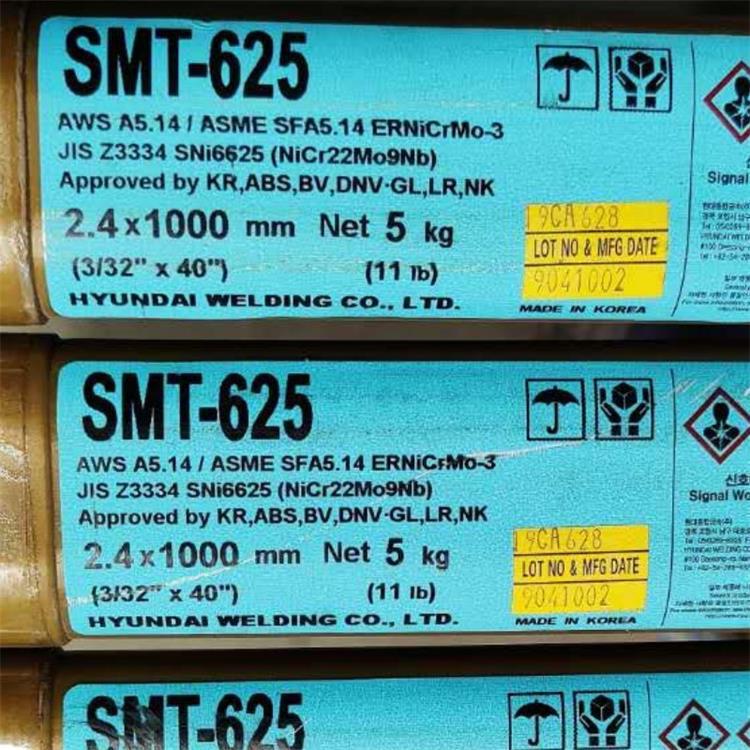 SMT-625
AWS A5.14 / ASME SFA5.14 ERNiCrMo-3
JIS Z3334 SNi6625 (NiCr22Mo9Nb)
Approved by KR,ABS,BV,DNV·GL,LR,NK
2.4 x 1000 mm Net 5 kg
(3/32" x 40") (11 lb)
HYUNDAI WELDING CO., LTD.
19CA628
LOT NO & MFG DATE
9041002
MADE IN KOREA
Signal
SMT-625
AWS A5.14 / ASME SFA5.14 ERNiCrMo-3
JIS Z3334 SNi6625 (NiCr22Mo9Nb)
Approved by KR,ABS,BV,DNV·GL,LR,NK
2.4 x 1000 mm Net 5 kg
(3/32" x 40") (11 lb)
HYUNDAI WELDING CO., LTD.
19CA628
LOT NO & MFG DATE
9041002
MADE IN KOREA
신호
Signal Wo
SMT-625